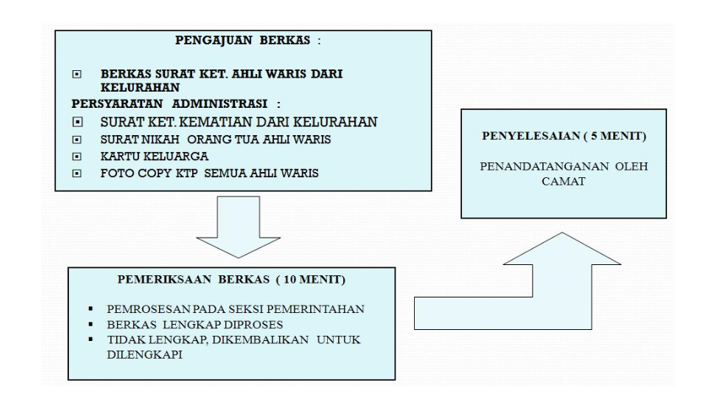 PENGAJUAN BERKAS :
BERKAS SURAT KET. AHLI WARIS DARI
KELURAHAN
PERSYARATAN ADMINISTRASI :
SURAT KET. KEMATIAN DARI KELURAHAN
SURAT NIKAH ORANG TUA AHLI WARIS
KARTU KELUARGA
FOTO COPY KTP SEMUA AHLI WARIS
PEMERIKSAAN BERKAS ( 10 MENIT)
PEMROSESAN PADA SEKSI PEMERINTAHAN
BERKAS LENGKAP DIPROSES
TIDAK LENGKAP, DIKEMBALIKAN UNTUK
DILENGKAPI
PENYELESAIAN ( 5 MENIT)
PENANDATANGANAN OLEH
CAMAT